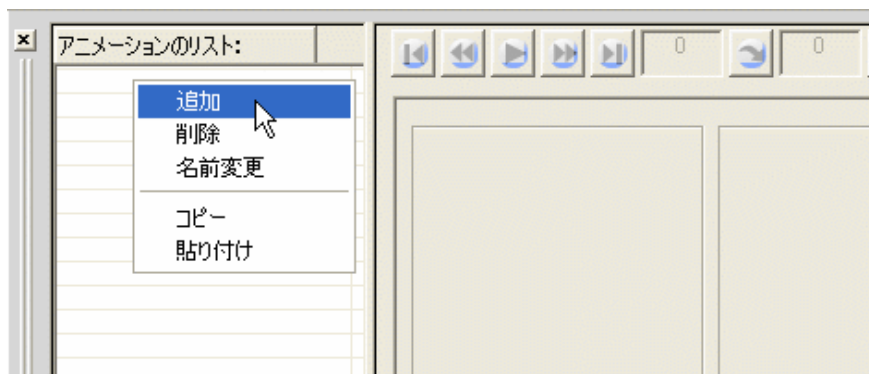 アニメーションのリスト:
0
0
追加
削除
名前変更
コピー
貼り付け